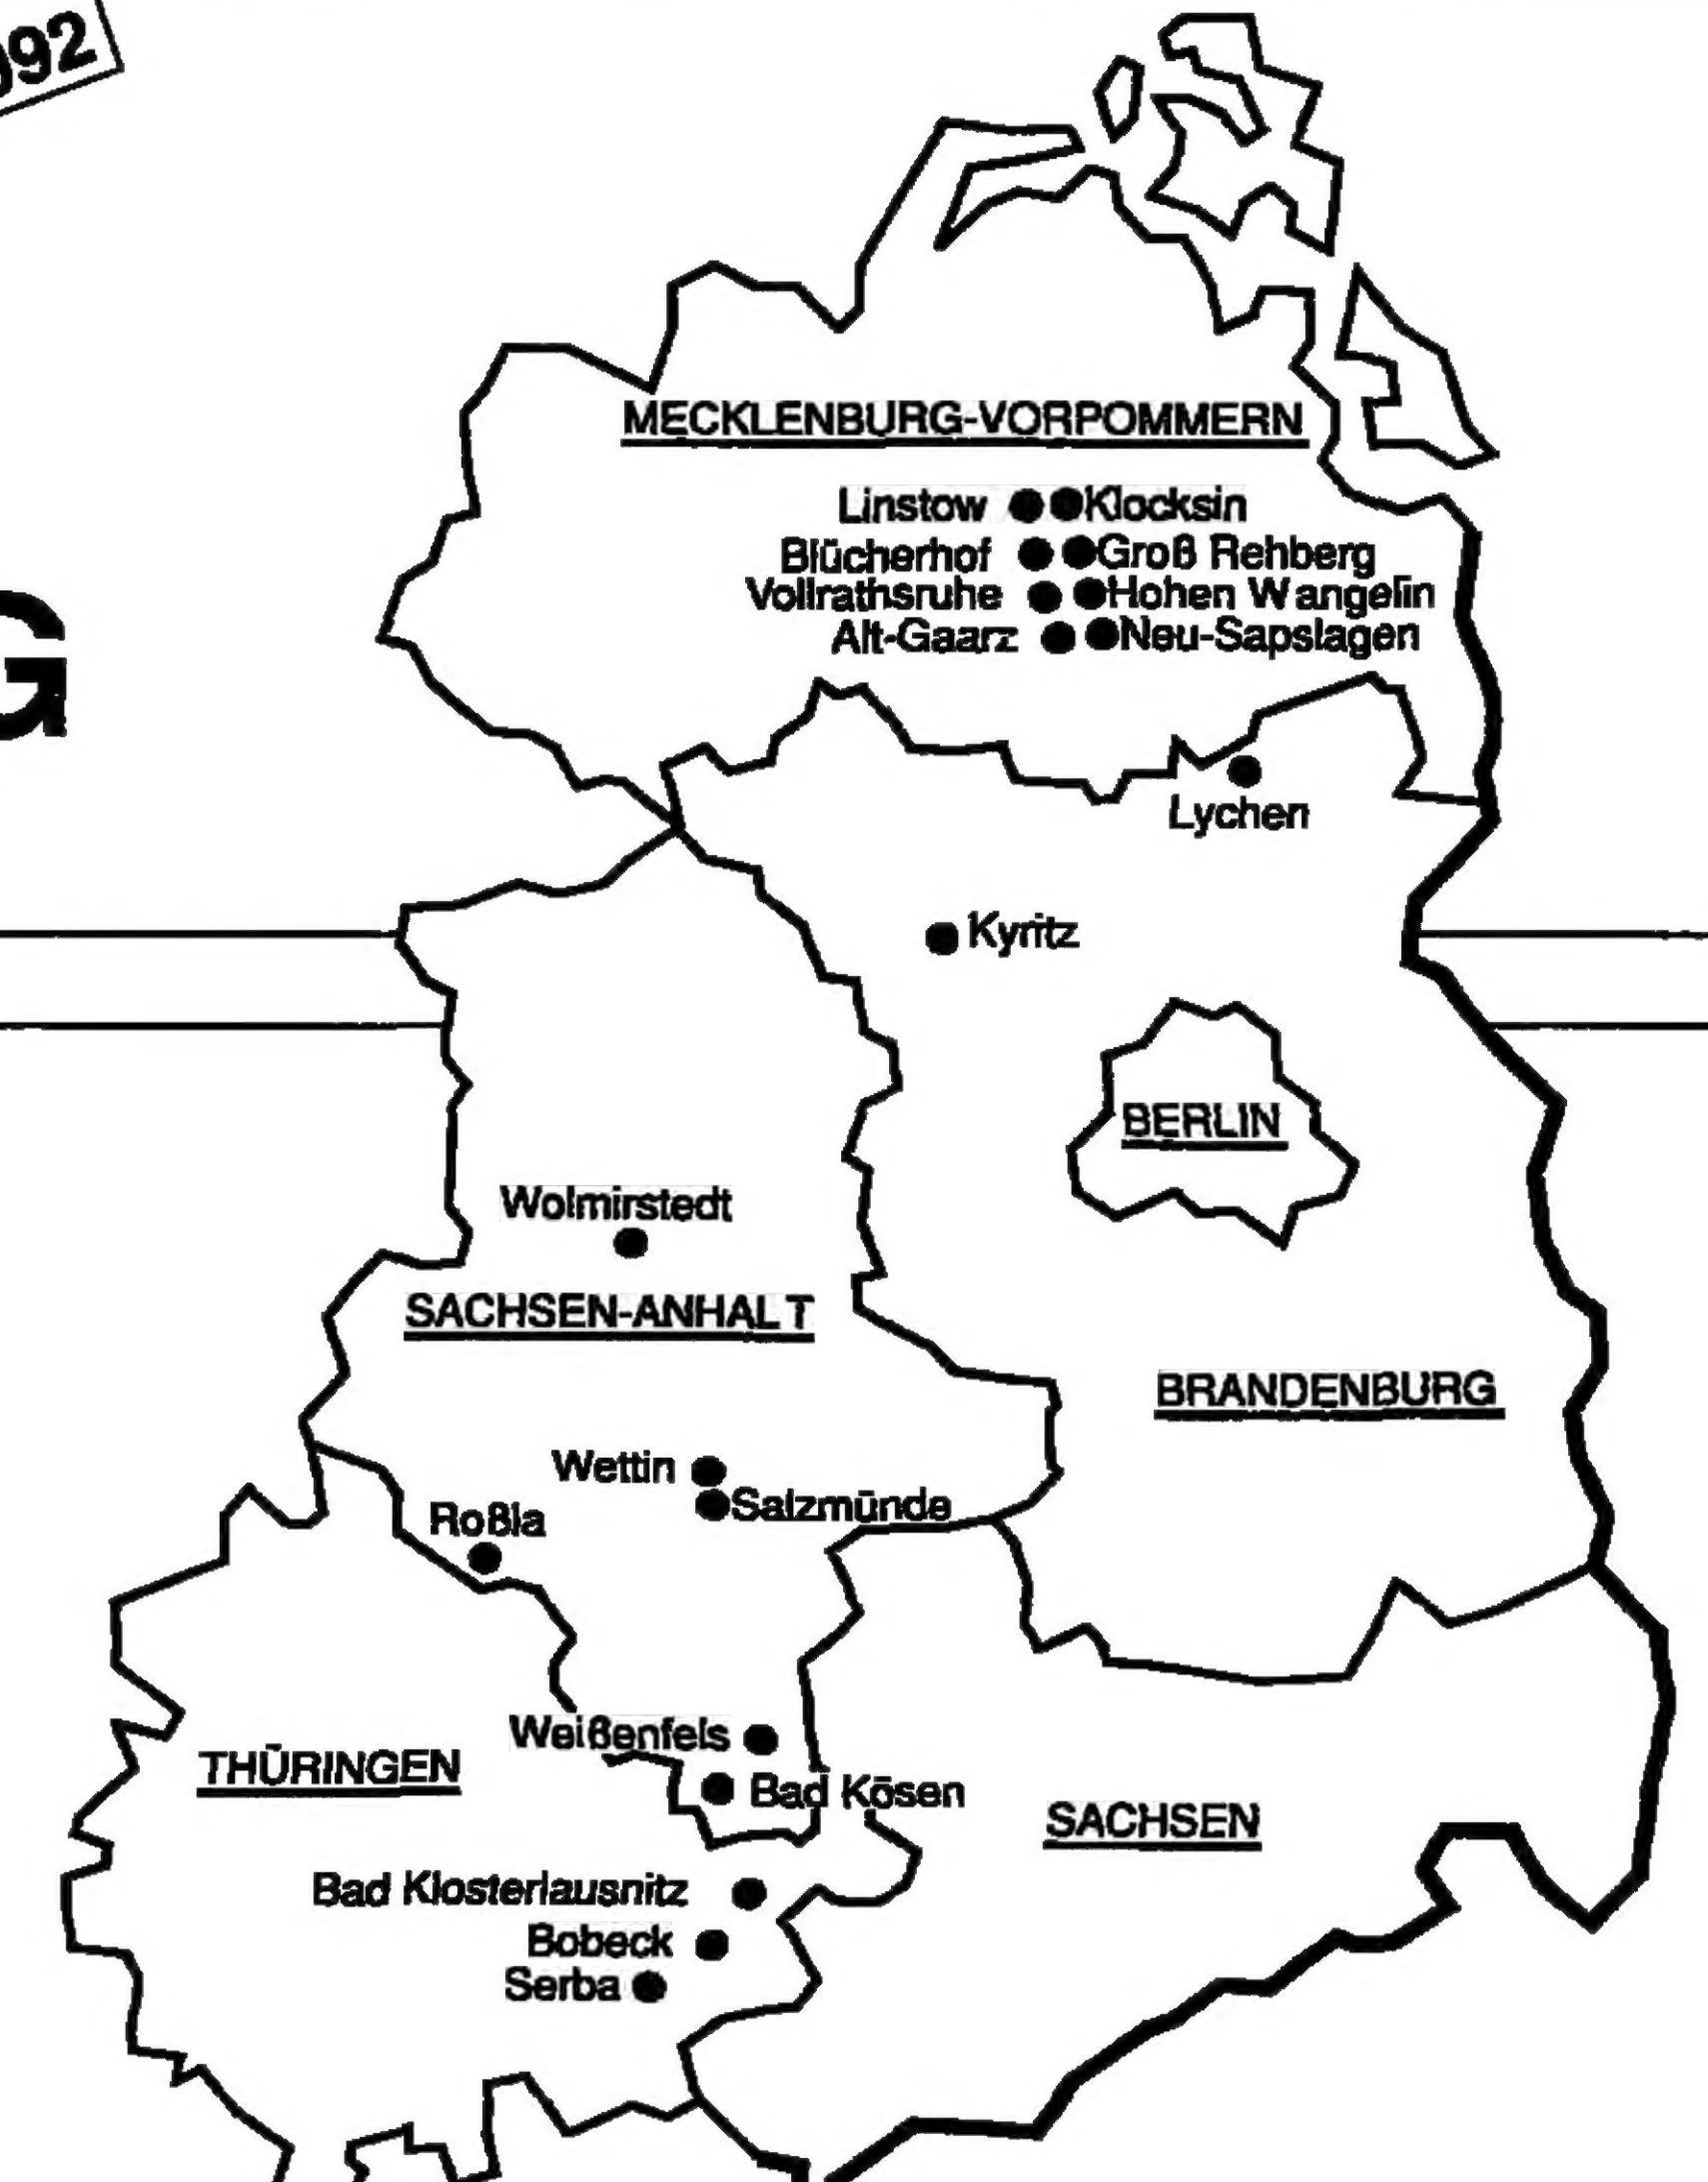 992
MECKLENBURG-VORPOMMERN
Linstow Klocksin
Blücherhof Groß Rehberg
Vollrathsruhe Hohen Wangelin
Alt-Gaarz Neu-Sapslagen
G
Lychen
Kyritz
BERLIN
Wolmirstedt
SACHSEN-ANHALT
BRANDENBURG
Wettin
Salzmünde
Roßla
Weißenfels
THÜRINGEN
Bad Kösen
SACHSEN
Bad Klosterlausnitz
Bobeck
Serba